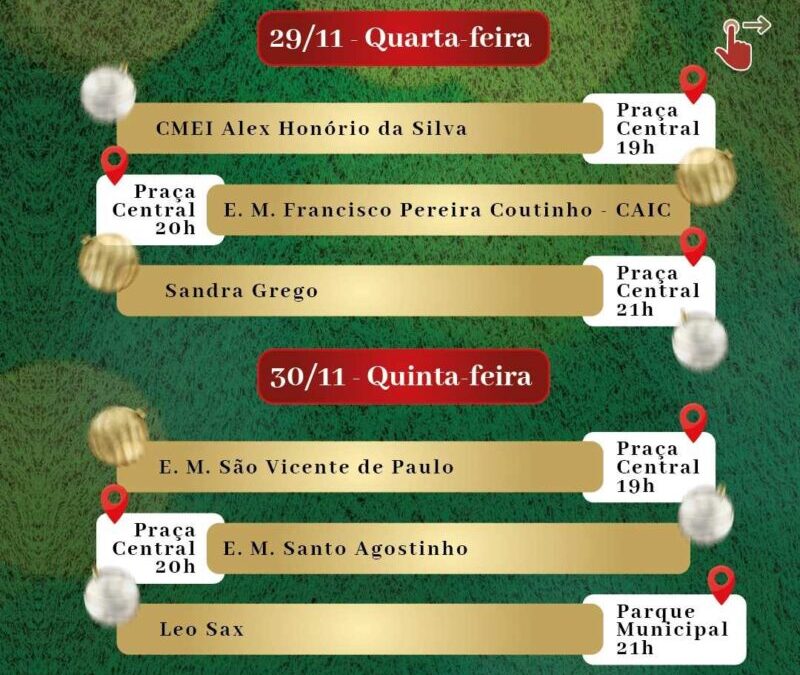 29/11 - Quarta-feira
CMEI Alex Honório da Silva
Praça
Central
19h
Praça
Central
20h
E. M. Francisco Pereira Coutinho - CAIC
Sandra Grego
Praça
Central
21h
30/11 - Quinta-feira
E. M. São Vicente de Paulo
Praça
Central
19h
Praça
Central
20h
E. M. Santo Agostinho
Leo Sax
Parque
Municipal
21h